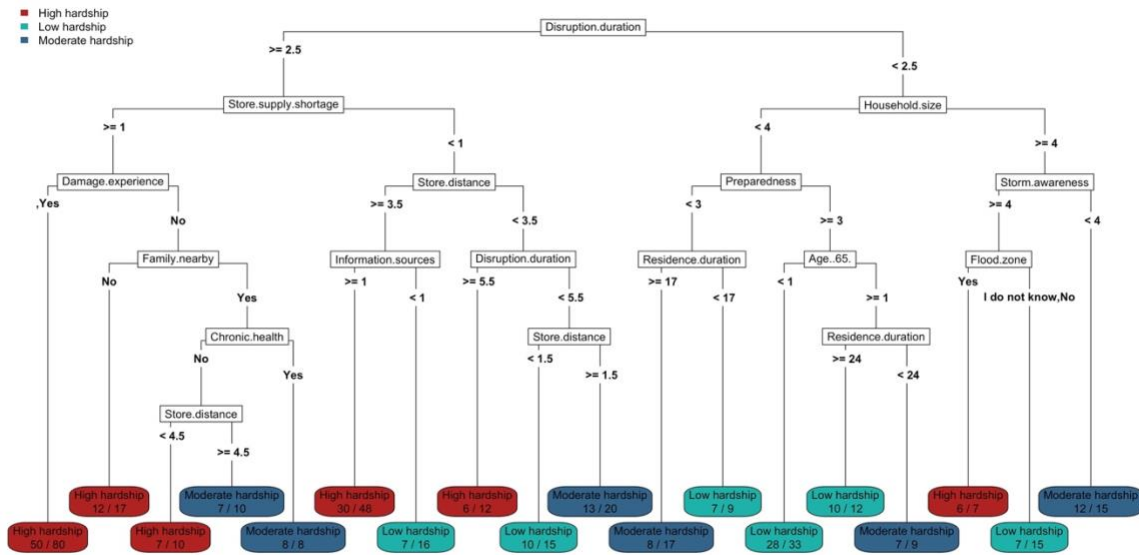 High hardship
Low hardship
Moderate hardship
Disruption.duration
>= 2.5
< 2.5
Store.supply.shortage
Household.size
>= 1
< 1
< 4
>= 4
Damage.experience
Store.distance
Preparedness
Storm.awareness
,Yes
No
>= 3.5
< 3.5
< 3
>= 3
>= 4
< 4
Family.nearby
Information.sources
Disruption.duration
Residence.duration
Age..65.
Flood.zone
No
Yes
>= 1
< 1
>= 5.5
< 5.5
>= 17
< 17
< 1
>= 1
Yes
I do not know,No
Chronic.health
Store.distance
Residence.duration
No
Yes
< 1.5
>= 1.5
>= 24
< 24
Store.distance
< 4.5
>= 4.5
High hardship
12 / 17
Moderate hardship
7 / 10
High hardship
30 / 48
High hardship
6 / 12
Moderate hardship
13 / 20
Low hardship
7 / 9
Low hardship
10 / 12
High hardship
6 / 7
Moderate hardship
12 / 15
High hardship
50 / 80
High hardship
7 / 10
Moderate hardship
8 / 8
Low hardship
7 / 16
Low hardship
10 / 15
Moderate hardship
8 / 17
Low hardship
28 / 33
Moderate hardship
7 / 9
Low hardship
7 / 15